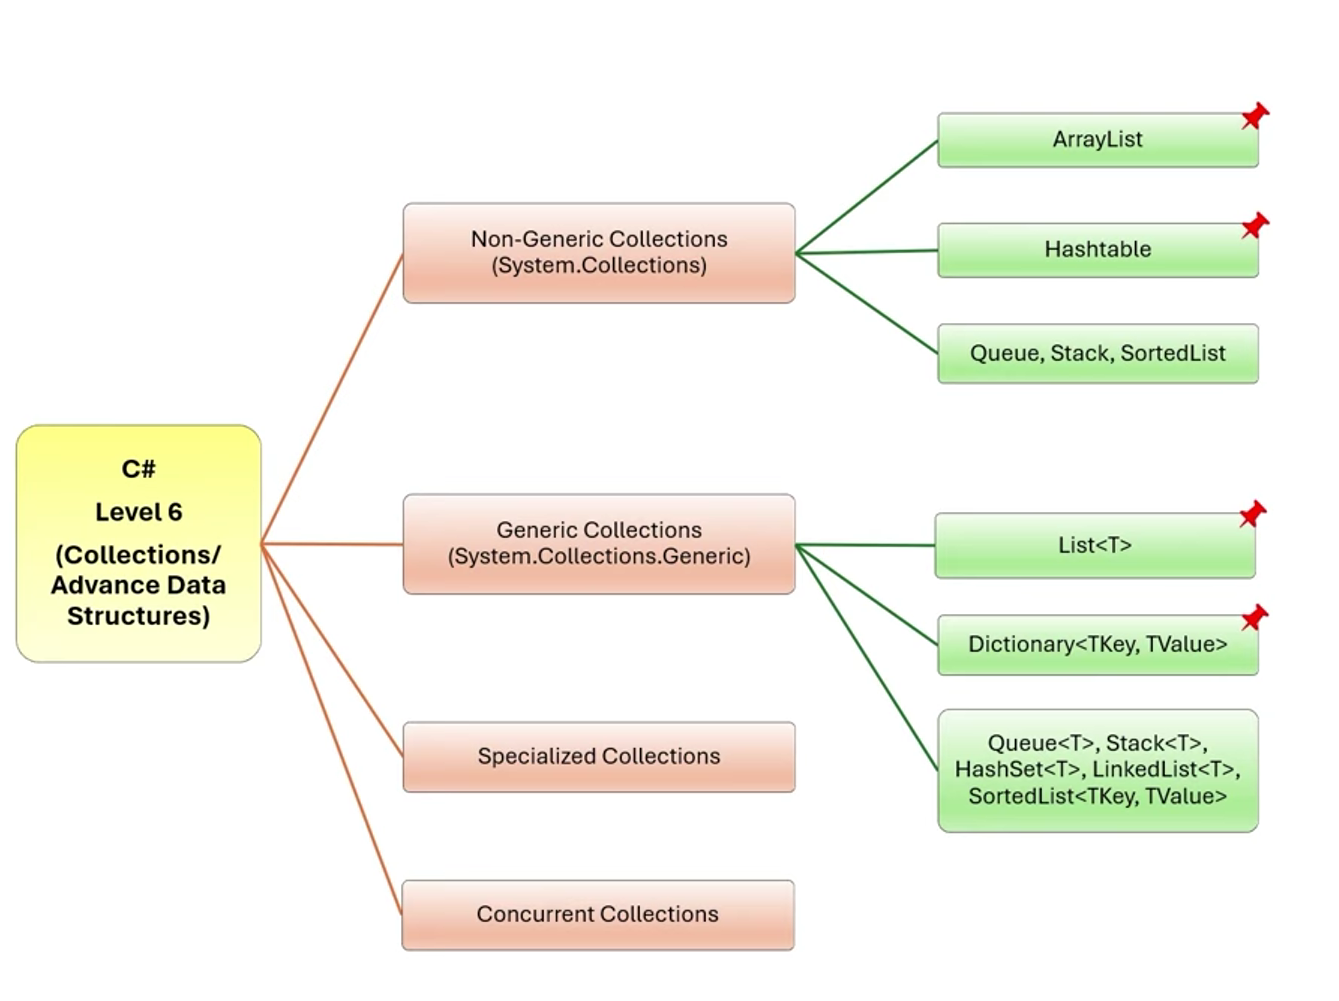 C#
Level 6
(Collections/
Advance Data
Structures)
Non-Generic Collections
(System.Collections)
ArrayList
Hashtable
Queue, Stack, SortedList
Generic Collections
(System.Collections.Generic)
List<T>
Dictionary<TKey, TValue>
Queue<T>, Stack<T>,
HashSet<T>, LinkedList<T>,
SortedList<TKey, TValue>
Specialized Collections
Concurrent Collections